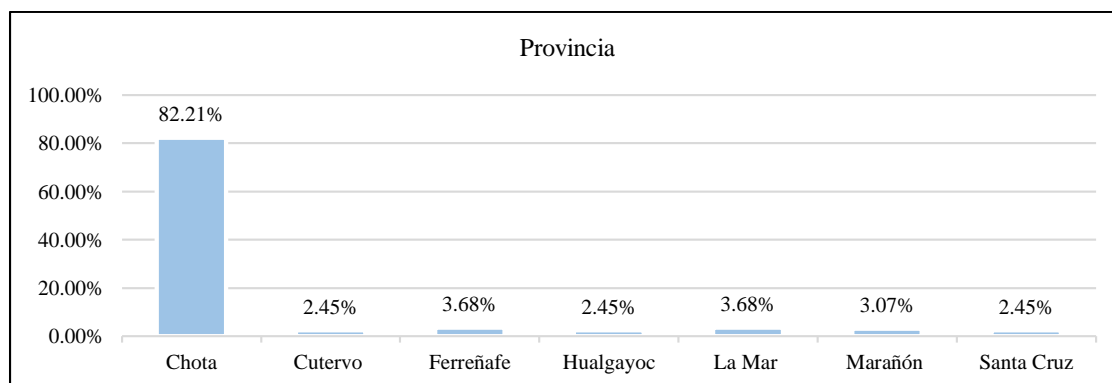 Provincia
100.00%
80.00%
60.00%
40.00%
20.00%
0.00%
82.21%
2.45%
3.68%
2.45%
3.68%
3.07%
2.45%
Chota
Cutervo
Ferreñafe
Hualgayoc
La Mar
Marañón
Santa Cruz